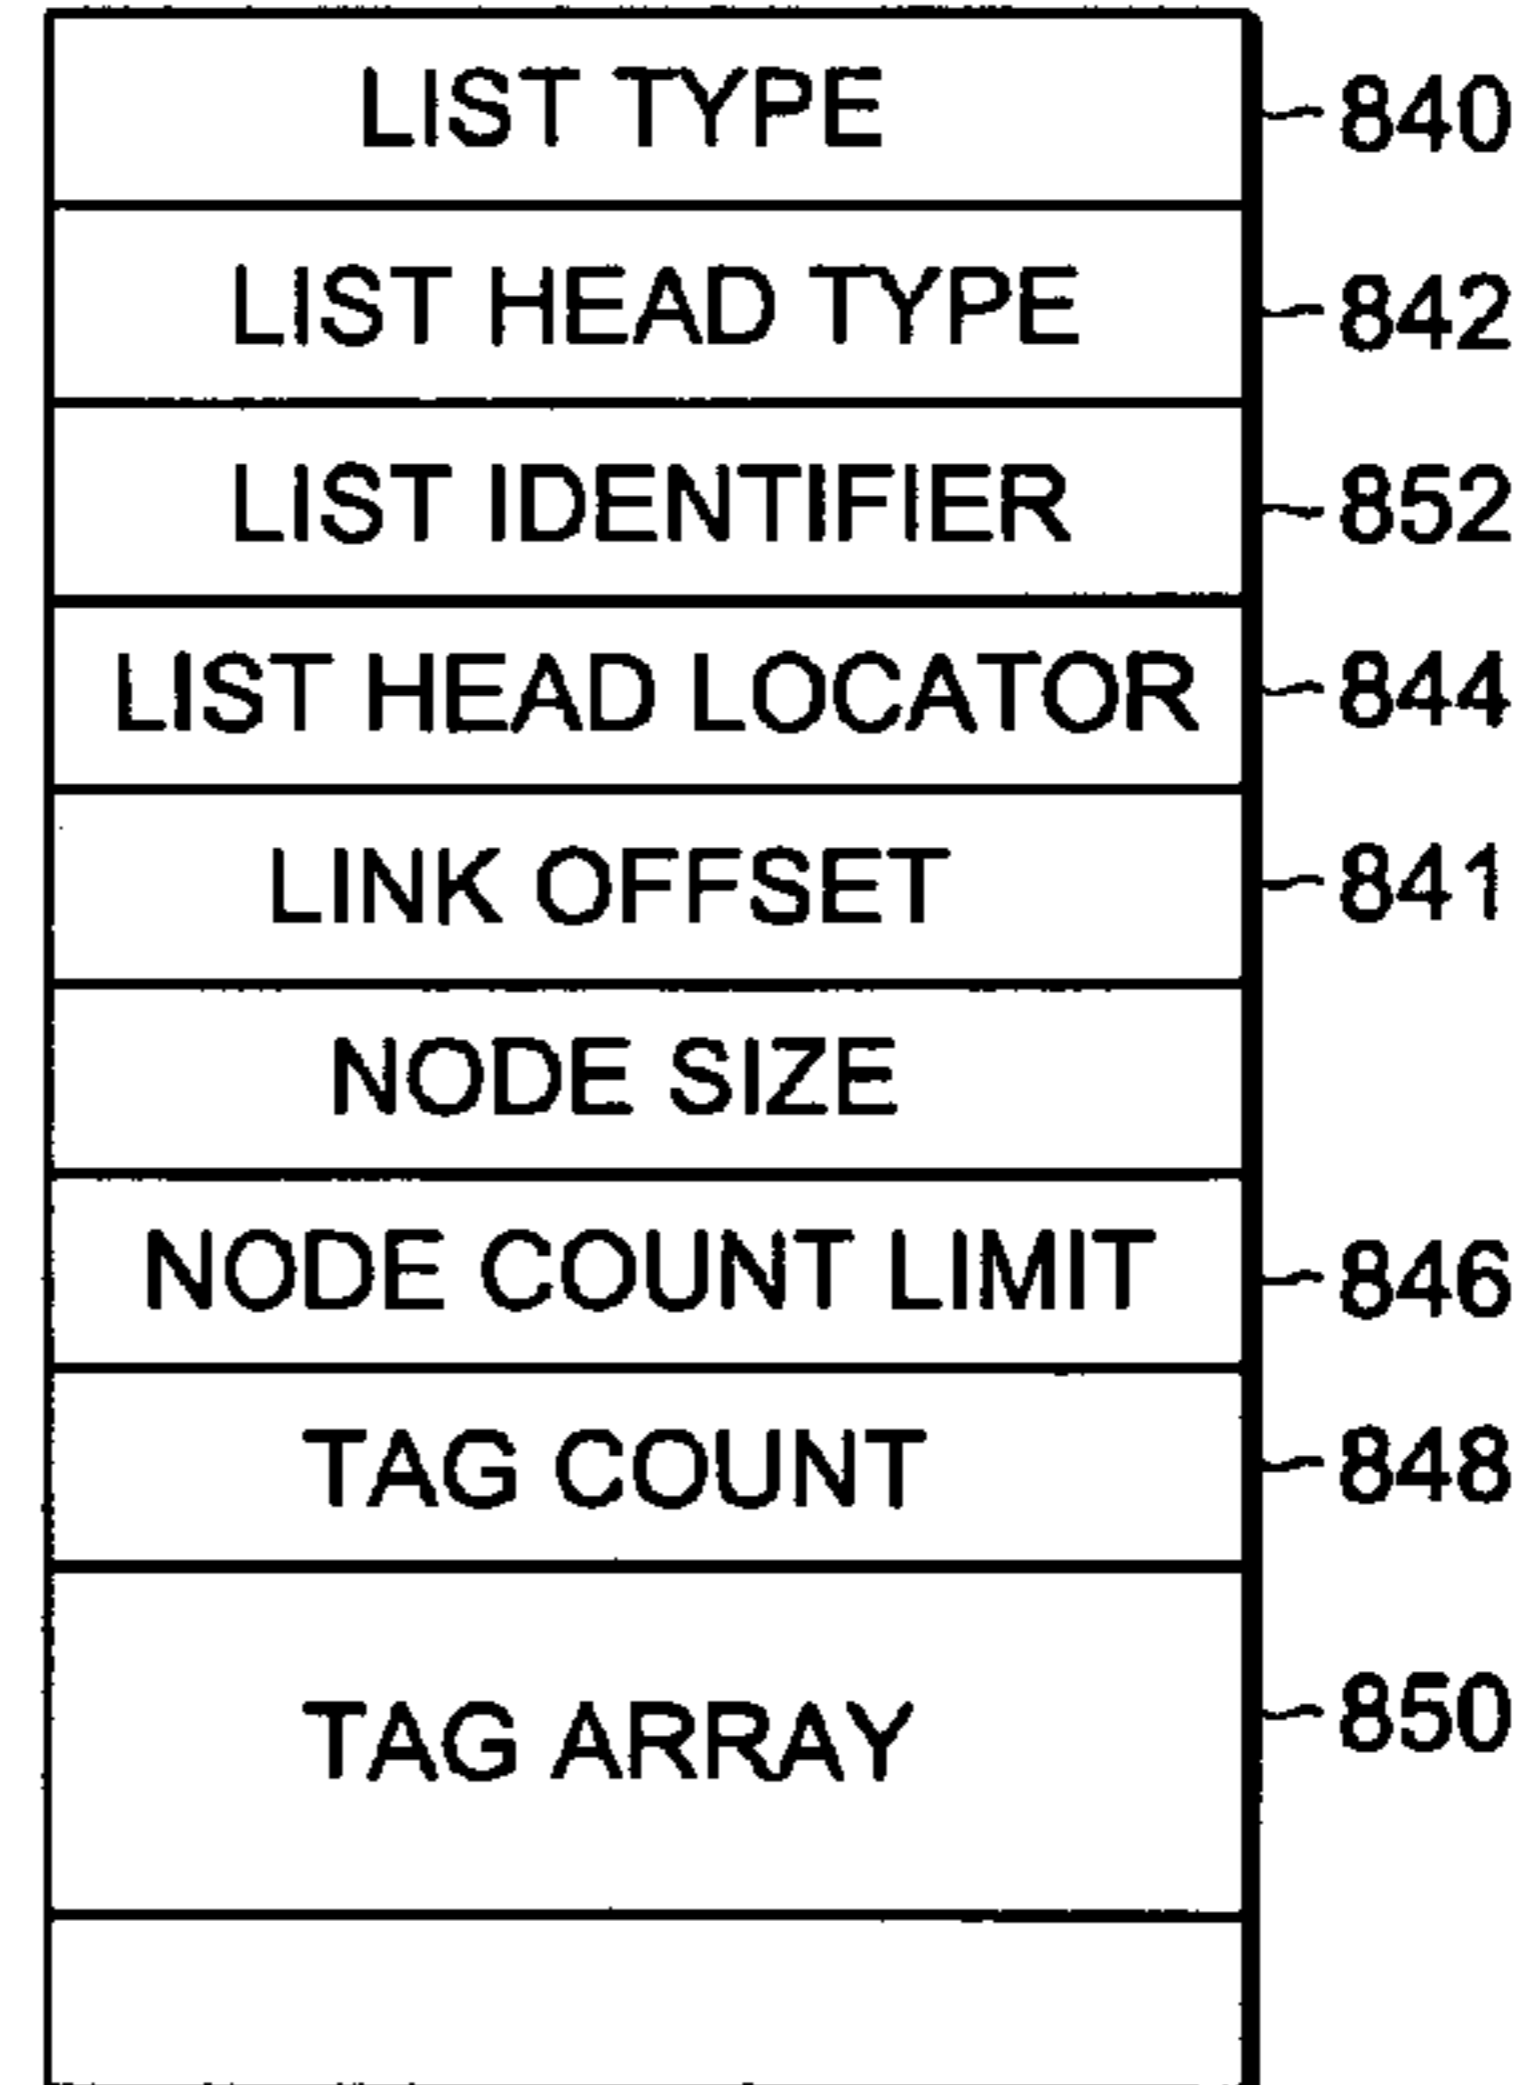 LIST TYPE 840
LIST HEAD TYPE 842
LIST IDENTIFIER 852
LIST HEAD LOCATOR 844
LINK OFFSET 841
NODE SIZE
NODE COUNT LIMIT 846
TAG COUNT 848
TAG ARRAY 850